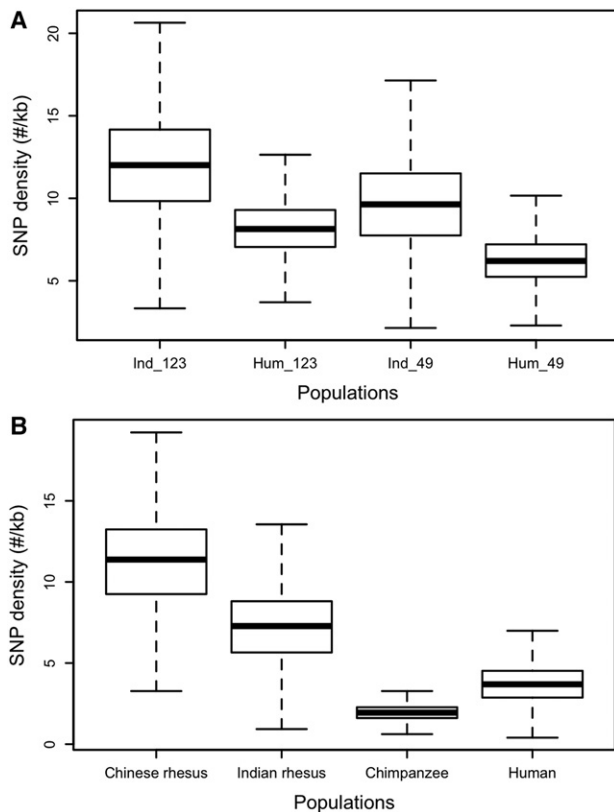 A
SNP density (#/kb)
20
15
10
5
Ind_123 Hum_123 Ind_49 Hum_49
Populations
B
SNP density (#/kb)
15
10
5
0
Chinese rhesus Indian rhesus Chimpanzee Human
Populations